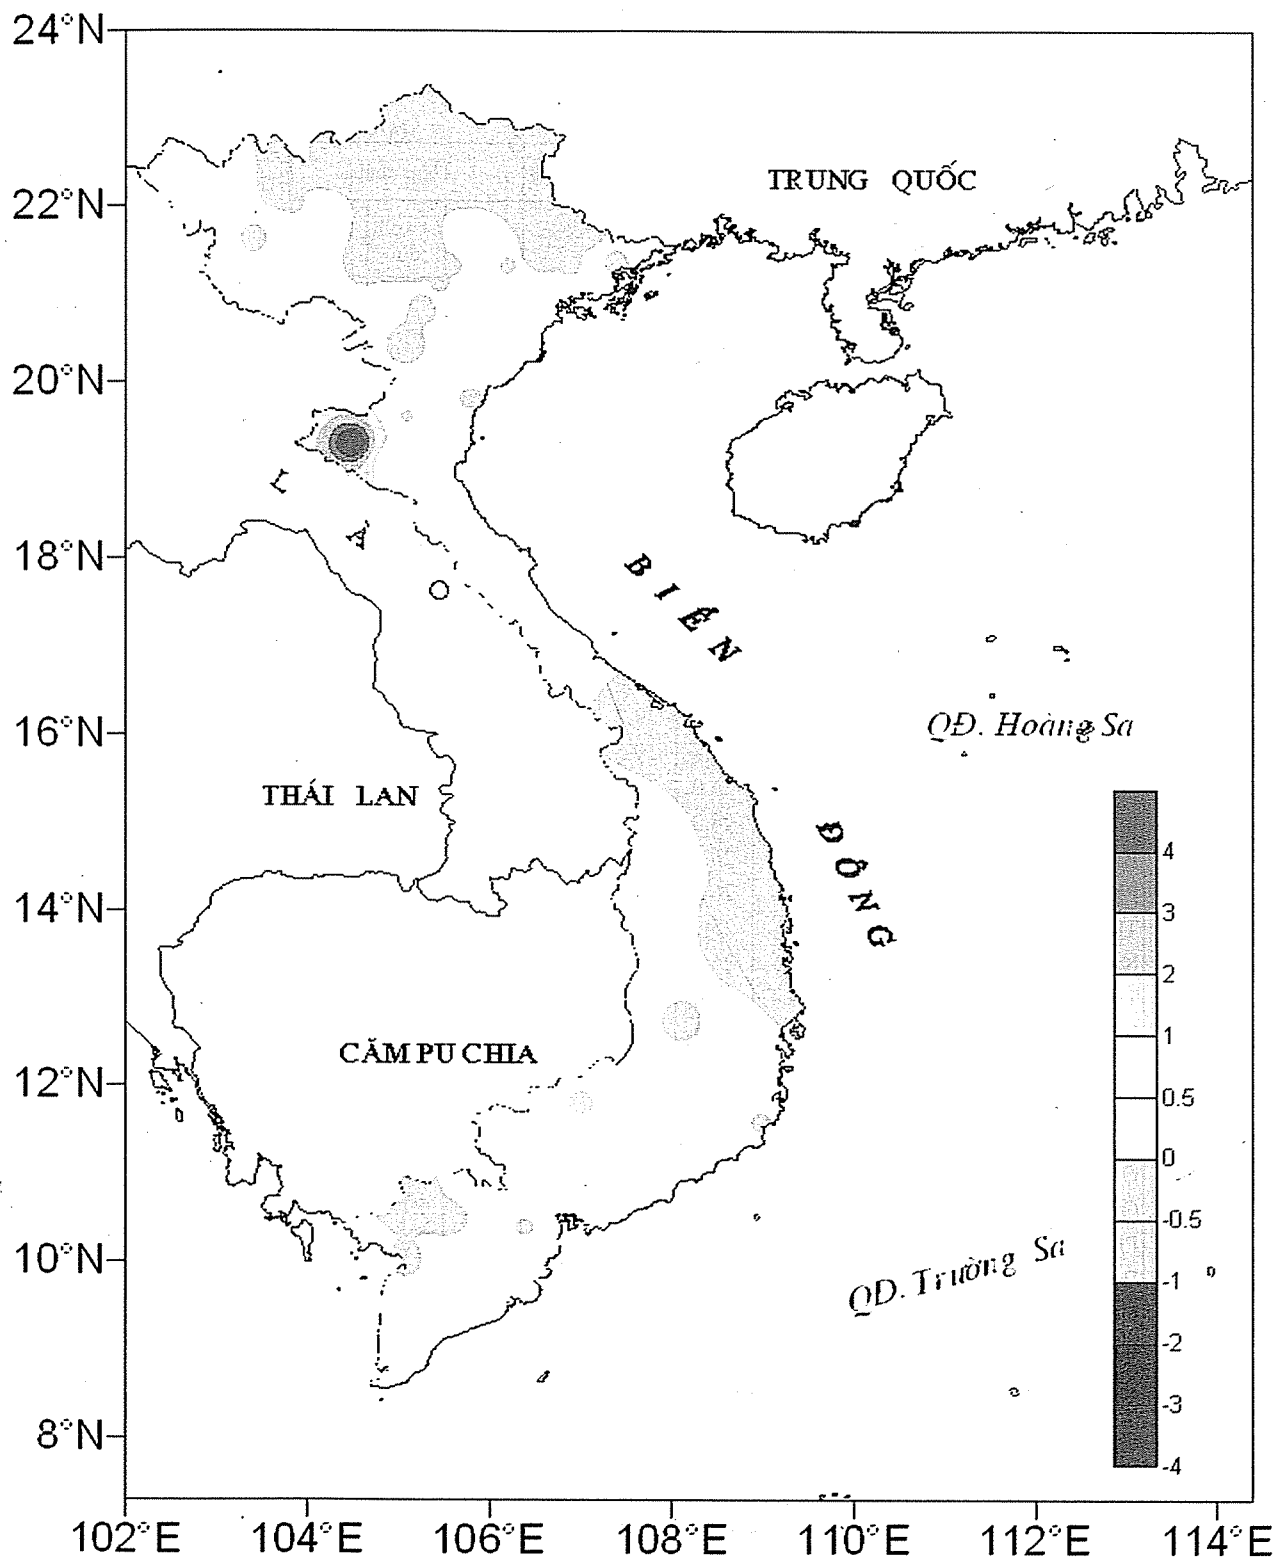 24°N
22°N
20°N
18°N
16°N
14°N
12°N
10°N
8°N
TRUNG QUỐC
L
A
O
BIỂN
ĐÔNG
QĐ. Hoàng Sa
THÁI LAN
CĂM PU CHIA
QD. Trường Sa
4
3
2
1
0.5
0
-0.5
-1
-2
-3
-4
102°E
104°E
106°E
108°E
110°E
112°E
114°E